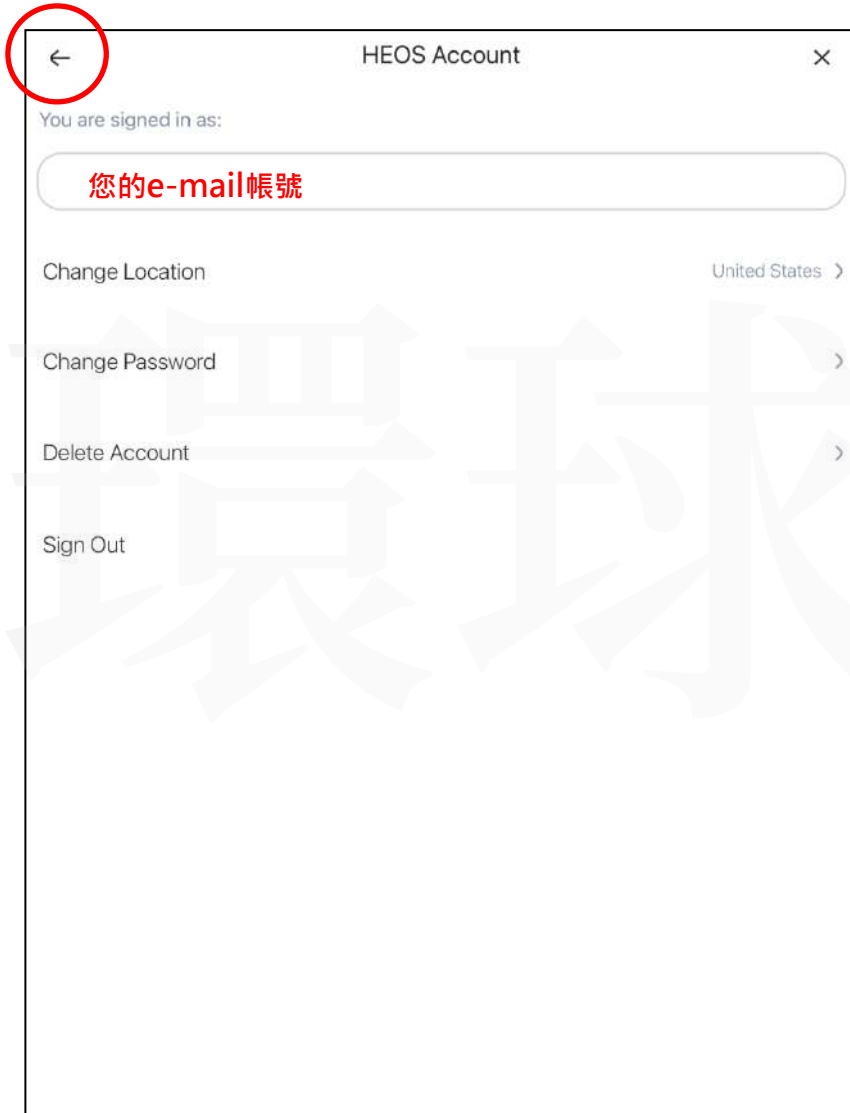 HEOS Account
You are signed in as:
您的e-mail帳號
Change Location United States
Change Password
Delete Account
Sign Out
環球